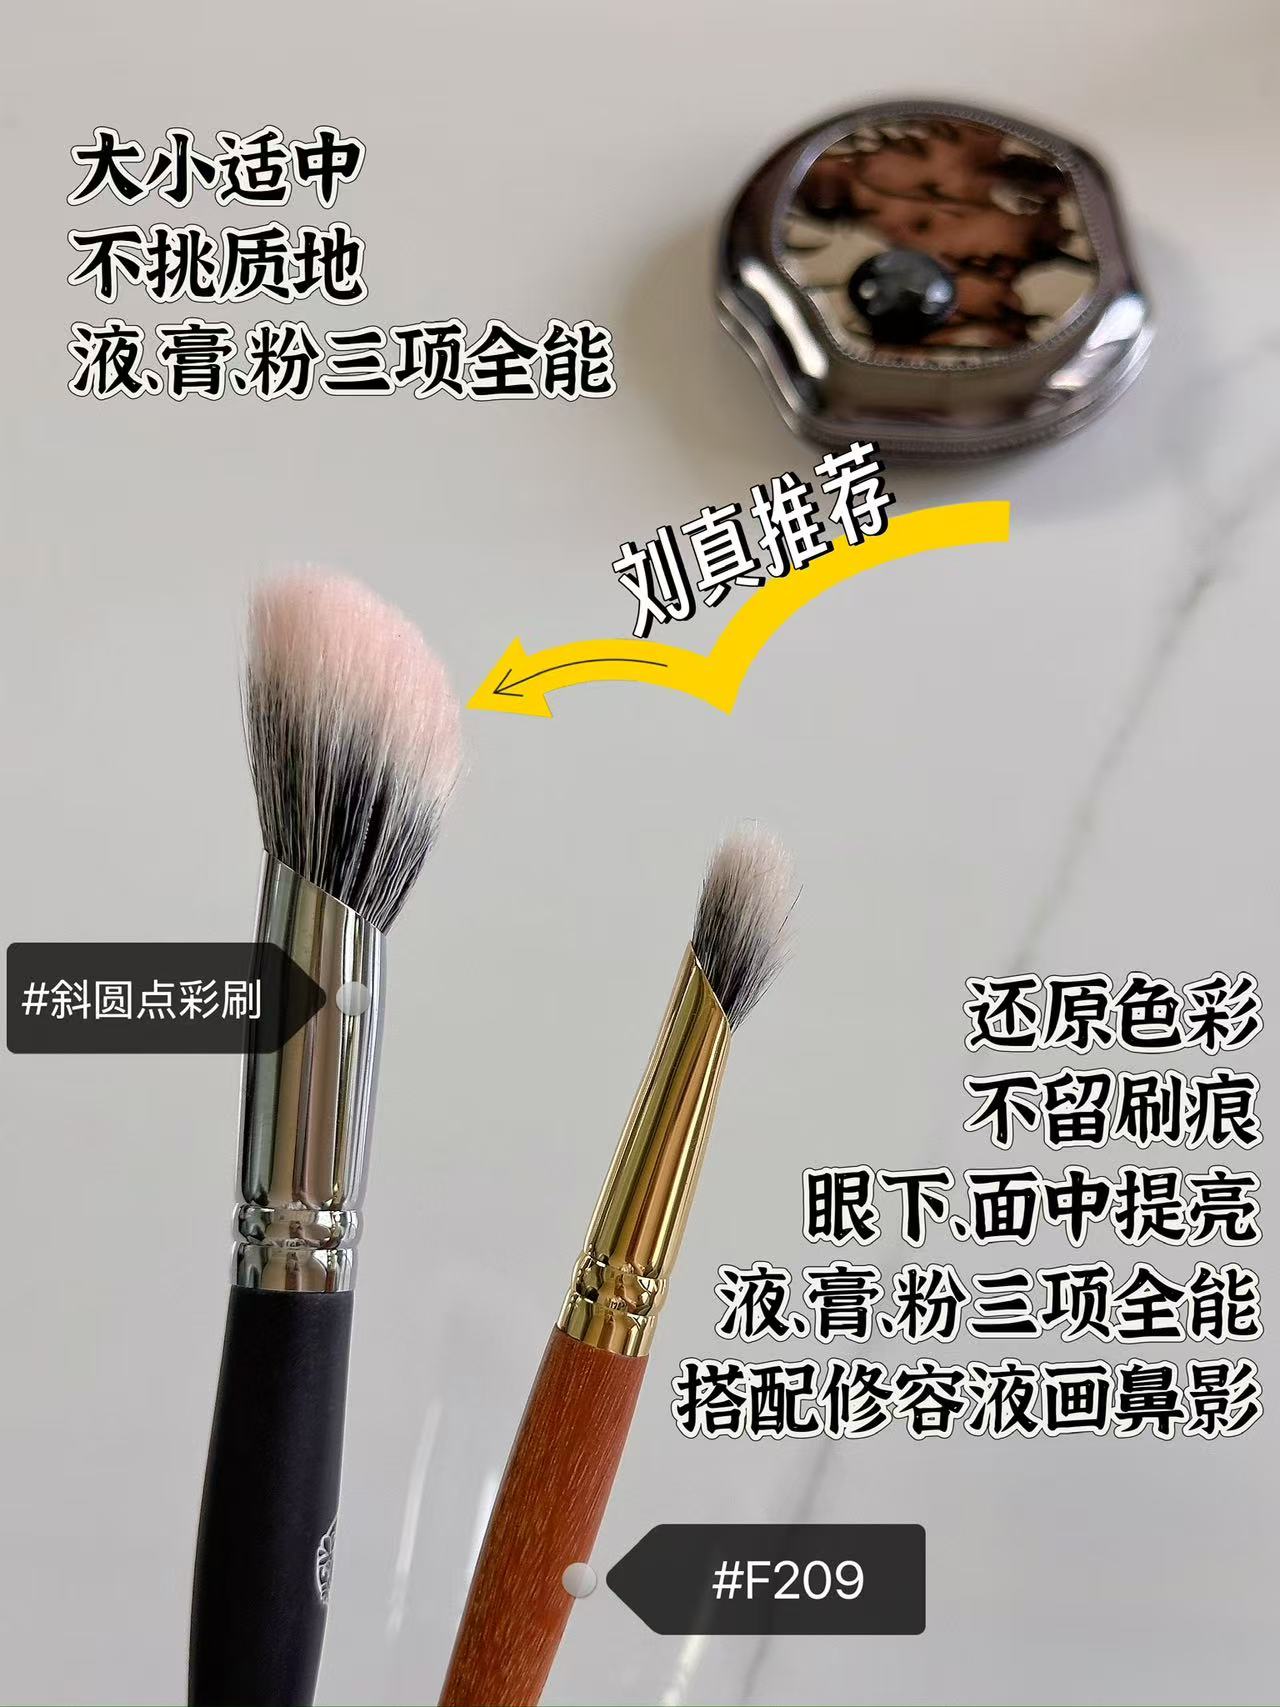 大小适中
不挑质地
液、膏、粉三项全能
刘真推荐
#斜圆点彩刷
还原色彩
不留刷痕
眼下、面中提亮
液、膏、粉三项全能
搭配修容液画鼻影
#F209